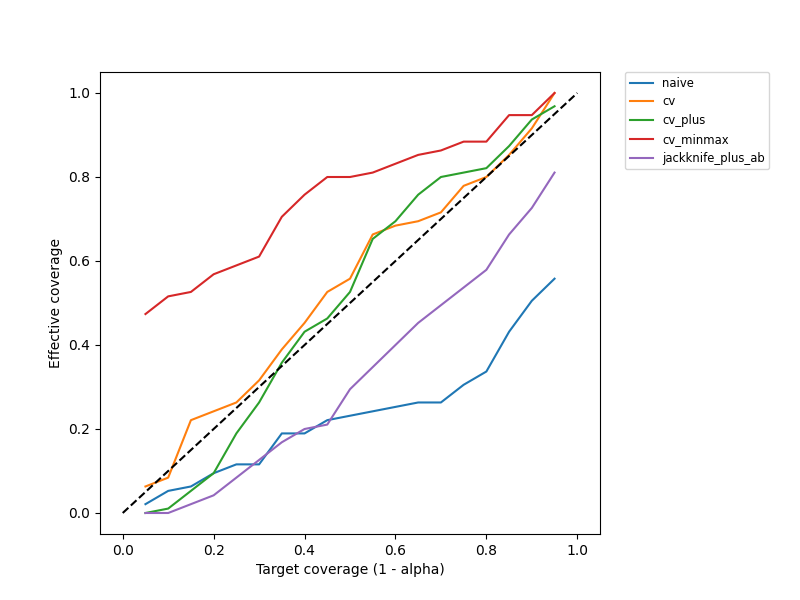 naive
cv
cv_plus
cv_minmax
jackknife_plus_ab
1.0
0.8
0.6
0.4
0.2
0.0
Effective coverage
0.0 0.2 0.4 0.6 0.8 1.0
Target coverage (1 - alpha)